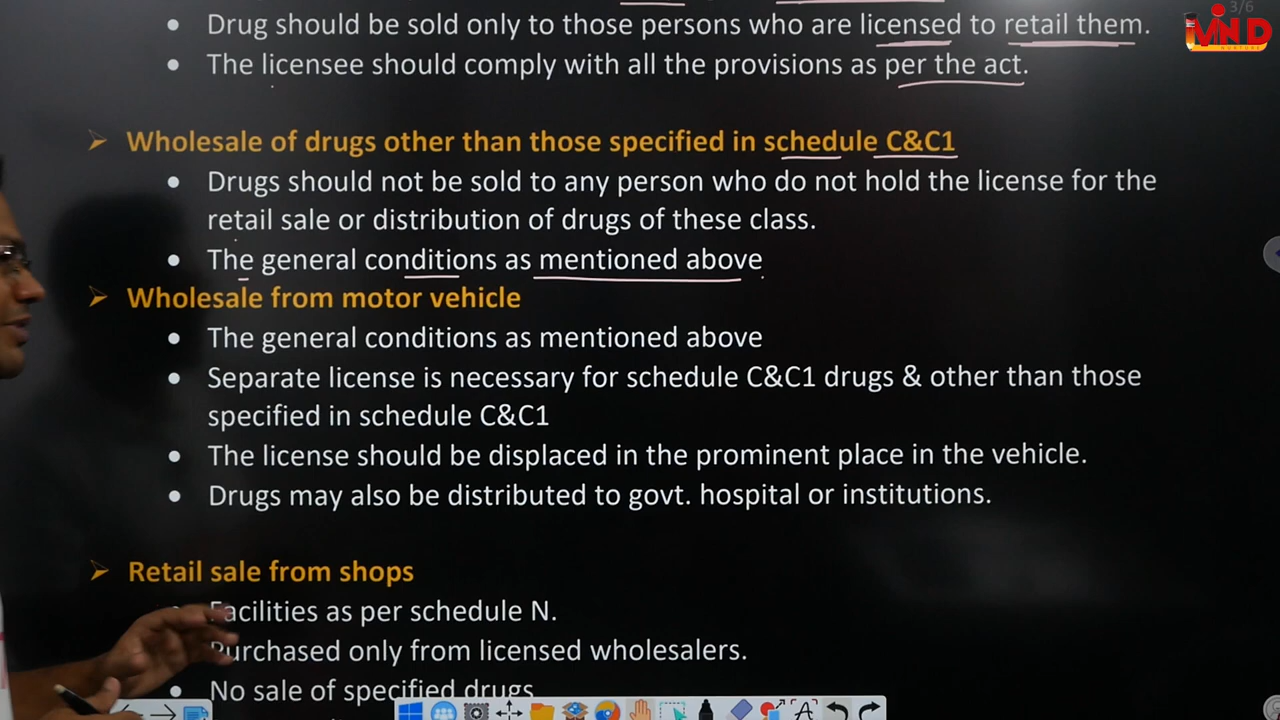 3/6
MIND
Drug should be sold only to those persons who are licensed to retail them.
The licensee should comply with all the provisions as per the act.
Wholesale of drugs other than those specified in schedule C&C1
Drugs should not be sold to any person who do not hold the license for the
retail sale or distribution of drugs of these class.
The general conditions as mentioned above
Wholesale from motor vehicle
The general conditions as mentioned above
Separate license is necessary for schedule C&C1 drugs & other than those
specified in schedule C&C1
The license should be displaced in the prominent place in the vehicle.
Drugs may also be distributed to govt. hospital or institutions.
Retail sale from shops
Facilities as per schedule N.
Purchased only from licensed wholesalers.
No sale of specified drugs